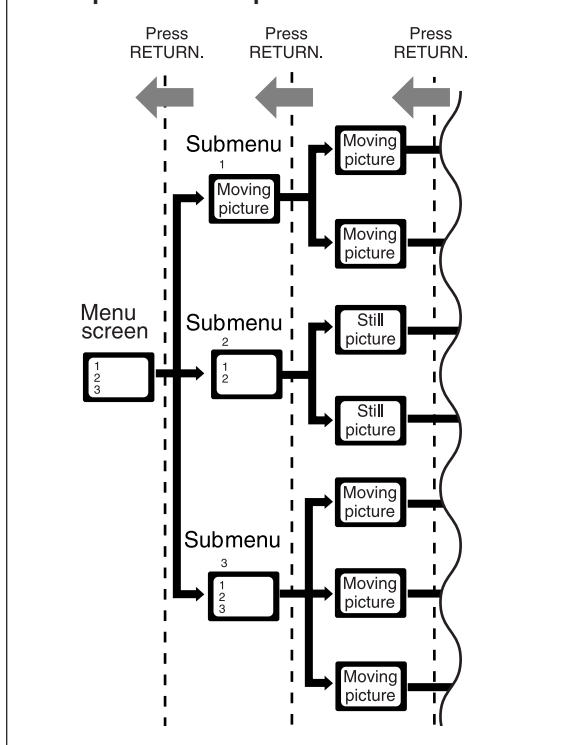 Press
RETURN.
Press
RETURN.
Press
RETURN.
Submenu
1
Moving
picture
Moving
picture
Moving
picture
Menu
screen
1
2
3
Submenu
2
1
2
Still
picture
Still
picture
Submenu
3
1
2
3
Moving
picture
Moving
picture
Moving
picture